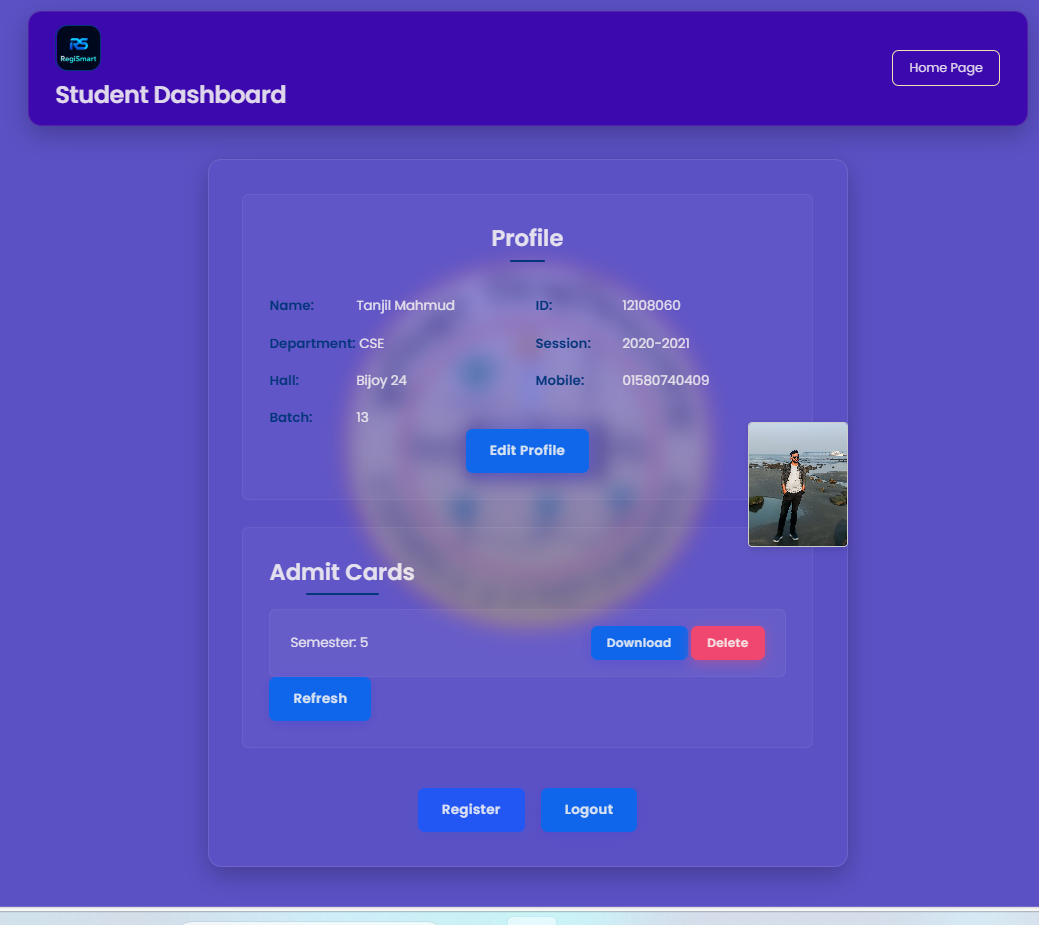 RS
RegiSmart
Student Dashboard
Home Page
Profile
Name: Tanjil Mahmud ID: 12108060
Department: CSE Session: 2020-2021
Hall: Bijoy 24 Mobile: 01580740409
Batch: 13
Edit Profile
Admit Cards
Semester: 5 Download Delete
Refresh
Register Logout